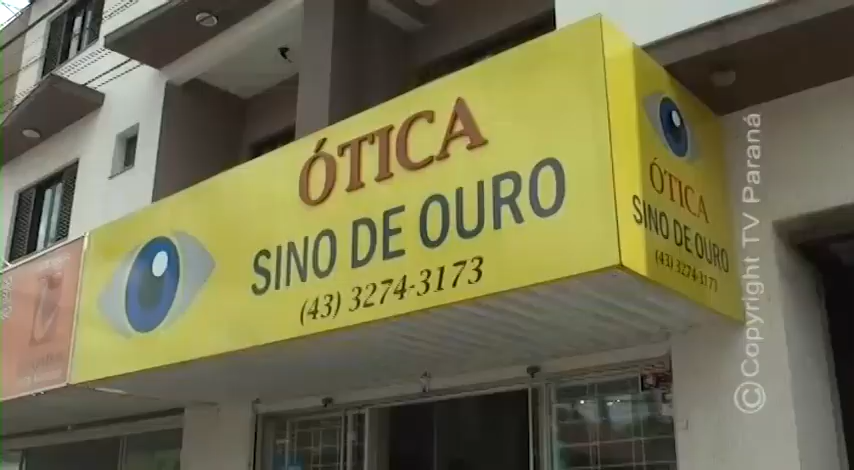 ÓTICA
SINO DE OURO
(43) 3274-3173
ÓTICA
SINO DE OURO
(43) 3274-3173
©Copyright TV Paraná